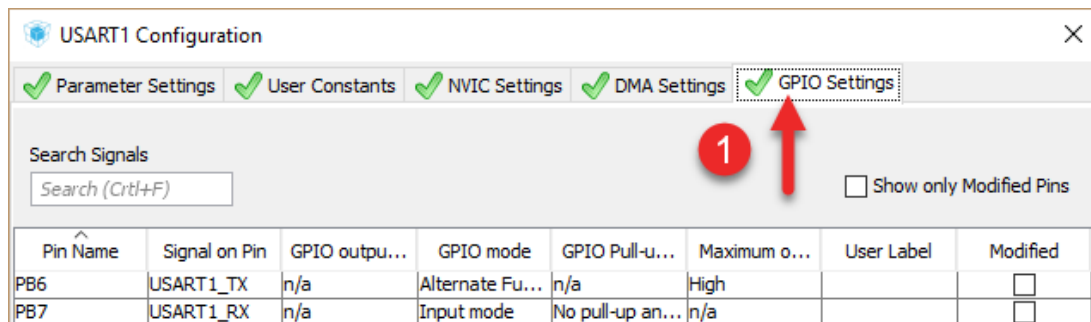 USART1 Configuration
Parameter Settings User Constants NVIC Settings DMA Settings GPIO Settings
1
Search Signals
Search (Crtl+F)
Show only Modified Pins
Pin Name Signal on Pin GPIO outpu... GPIO mode GPIO Pull-u... Maximum o... User Label Modified
PB6 USART1_TX n/a Alternate Fu... n/a High
PB7 USART1_RX n/a Input mode No pull-up an... n/a